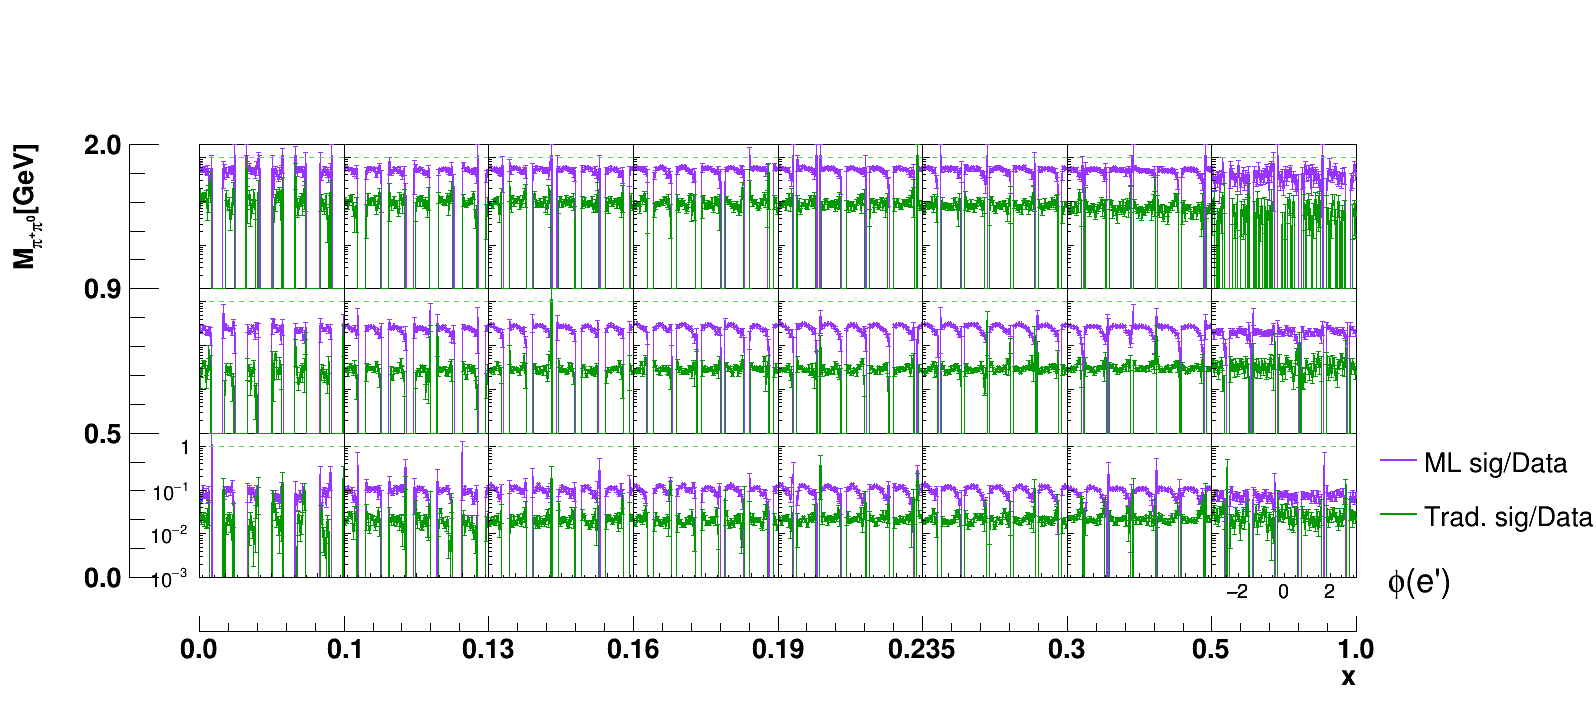 M π⁺π⁰ [GeV]
2.0
0.9
0.5
0.0
1
10⁻¹
10⁻²
10⁻³
ML sig/Data
Trad. sig/Data
−2 0 2
ϕ(e')
0.0 0.1 0.13 0.16 0.19 0.235 0.3 0.5 1.0
x